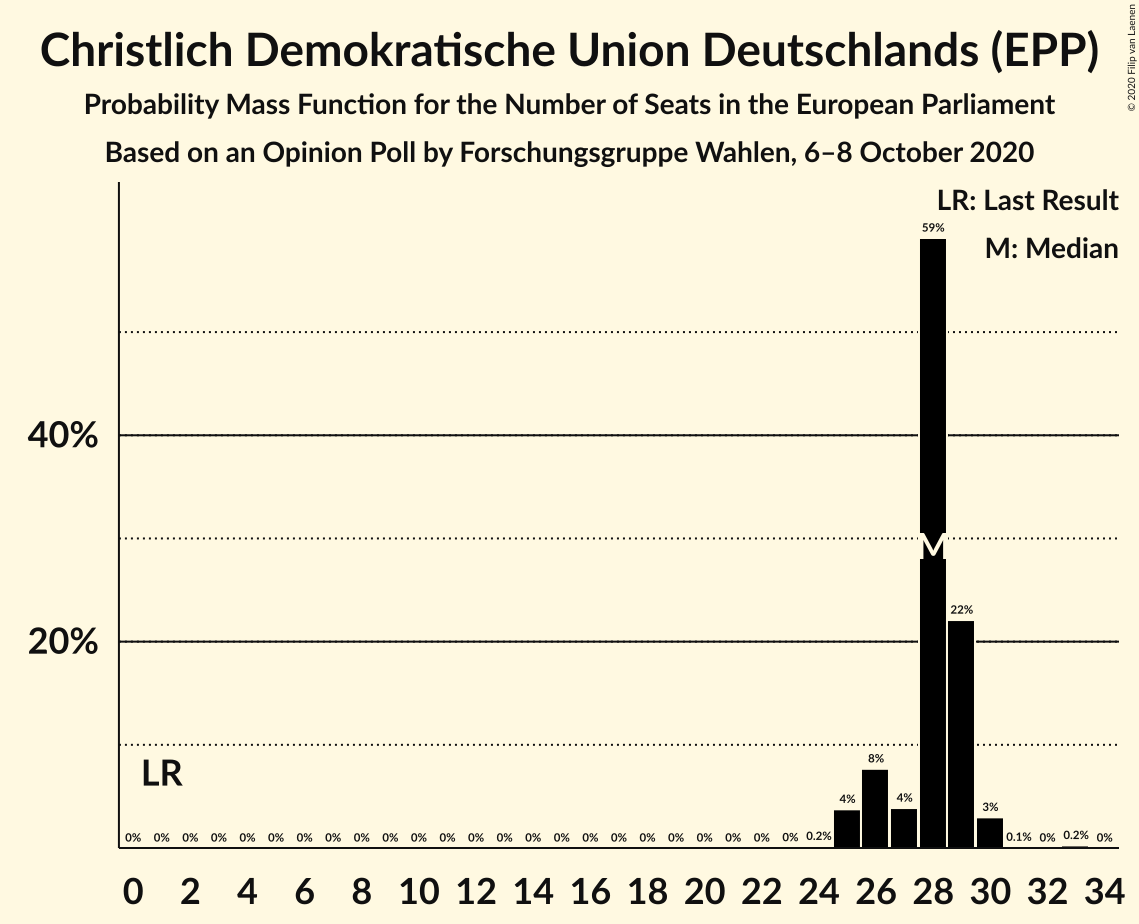 Christlich Demokratische Union Deutschlands (EPP)
Probability Mass Function for the Number of Seats in the European Parliament
Based on an Opinion Poll by Forschungsgruppe Wahlen, 6–8 October 2020
© 2020 Filip van Laenen
LR: Last Result
M: Median
59%
40%
M
22%
20%
LR
8%
4% 4% 3%
0% 0% 0% 0% 0% 0% 0% 0% 0% 0% 0% 0% 0% 0% 0% 0% 0% 0% 0% 0% 0% 0% 0% 0% 0.2% 0.1% 0% 0.2% 0%
0 2 4 6 8 10 12 14 16 18 20 22 24 26 28 30 32 34